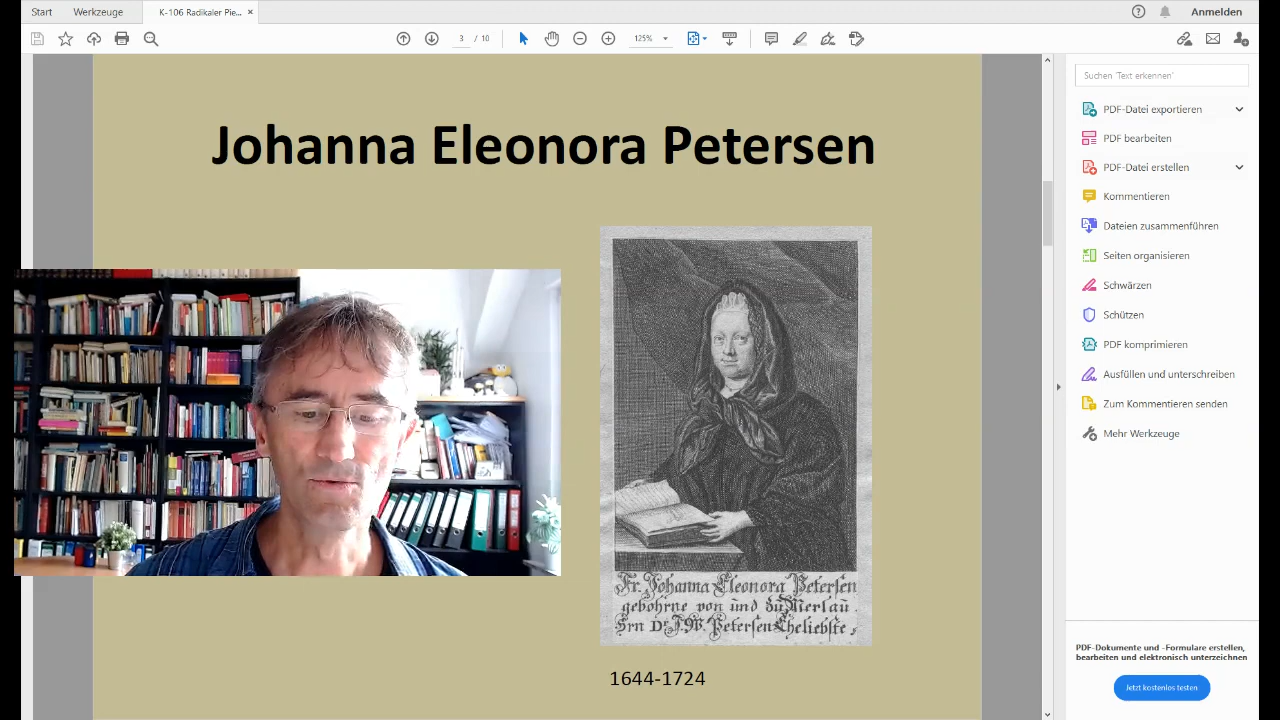 Start Werkzeuge K-106 Radikaler Pie... × Anmelden
3 / 10 125%
Johanna Eleonora Petersen
Fr. Johanna Eleonora Petersen
gebohrne von und zu Merlau.
Hrn Dr. J. W. Petersen Eheliebste,
1644-1724
Suchen 'Text erkennen'
PDF-Datei exportieren
PDF bearbeiten
PDF-Datei erstellen
Kommentieren
Dateien zusammenführen
Seiten organisieren
Schwärzen
Schützen
PDF komprimieren
Ausfüllen und unterschreiben
Zum Kommentieren senden
Mehr Werkzeuge
PDF-Dokumente und -Formulare erstellen,
bearbeiten und elektronisch unterzeichnen
Jetzt kostenlos testen